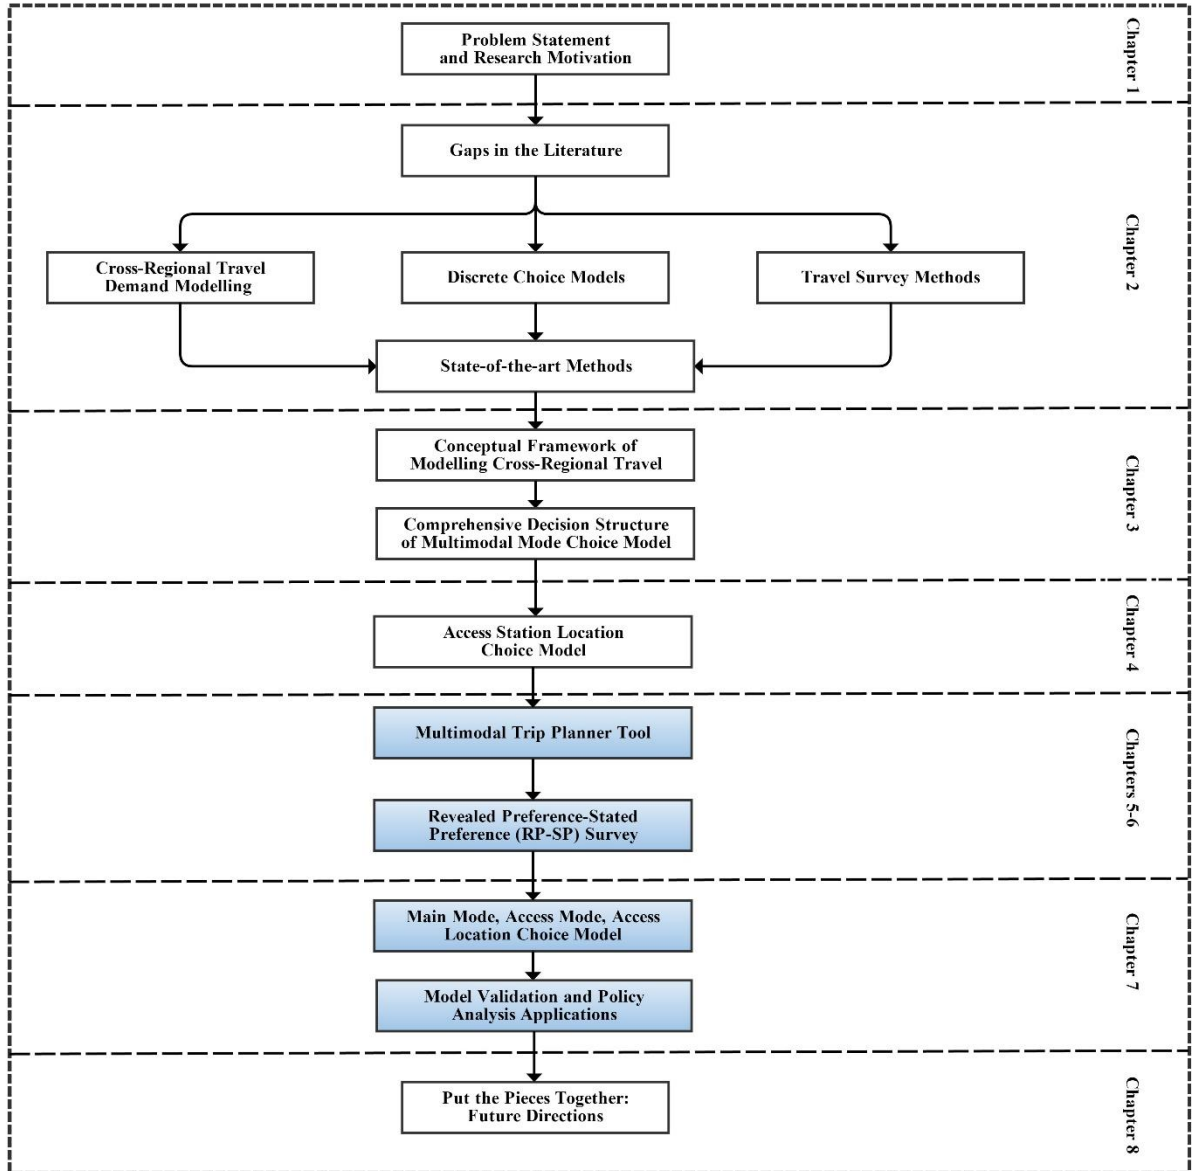 Problem Statement
and Research Motivation
Chapter 1
Gaps in the Literature
Cross-Regional Travel
Demand Modelling
Discrete Choice Models
Travel Survey Methods
State-of-the-art Methods
Chapter 2
Conceptual Framework of
Modelling Cross-Regional Travel
Comprehensive Decision Structure
of Multimodal Mode Choice Model
Chapter 3
Access Station Location
Choice Model
Chapter 4
Multimodal Trip Planner Tool
Revealed Preference-Stated
Preference (RP-SP) Survey
Chapters 5-6
Main Mode, Access Mode, Access
Location Choice Model
Model Validation and Policy
Analysis Applications
Chapter 7
Put the Pieces Together:
Future Directions
Chapter 8